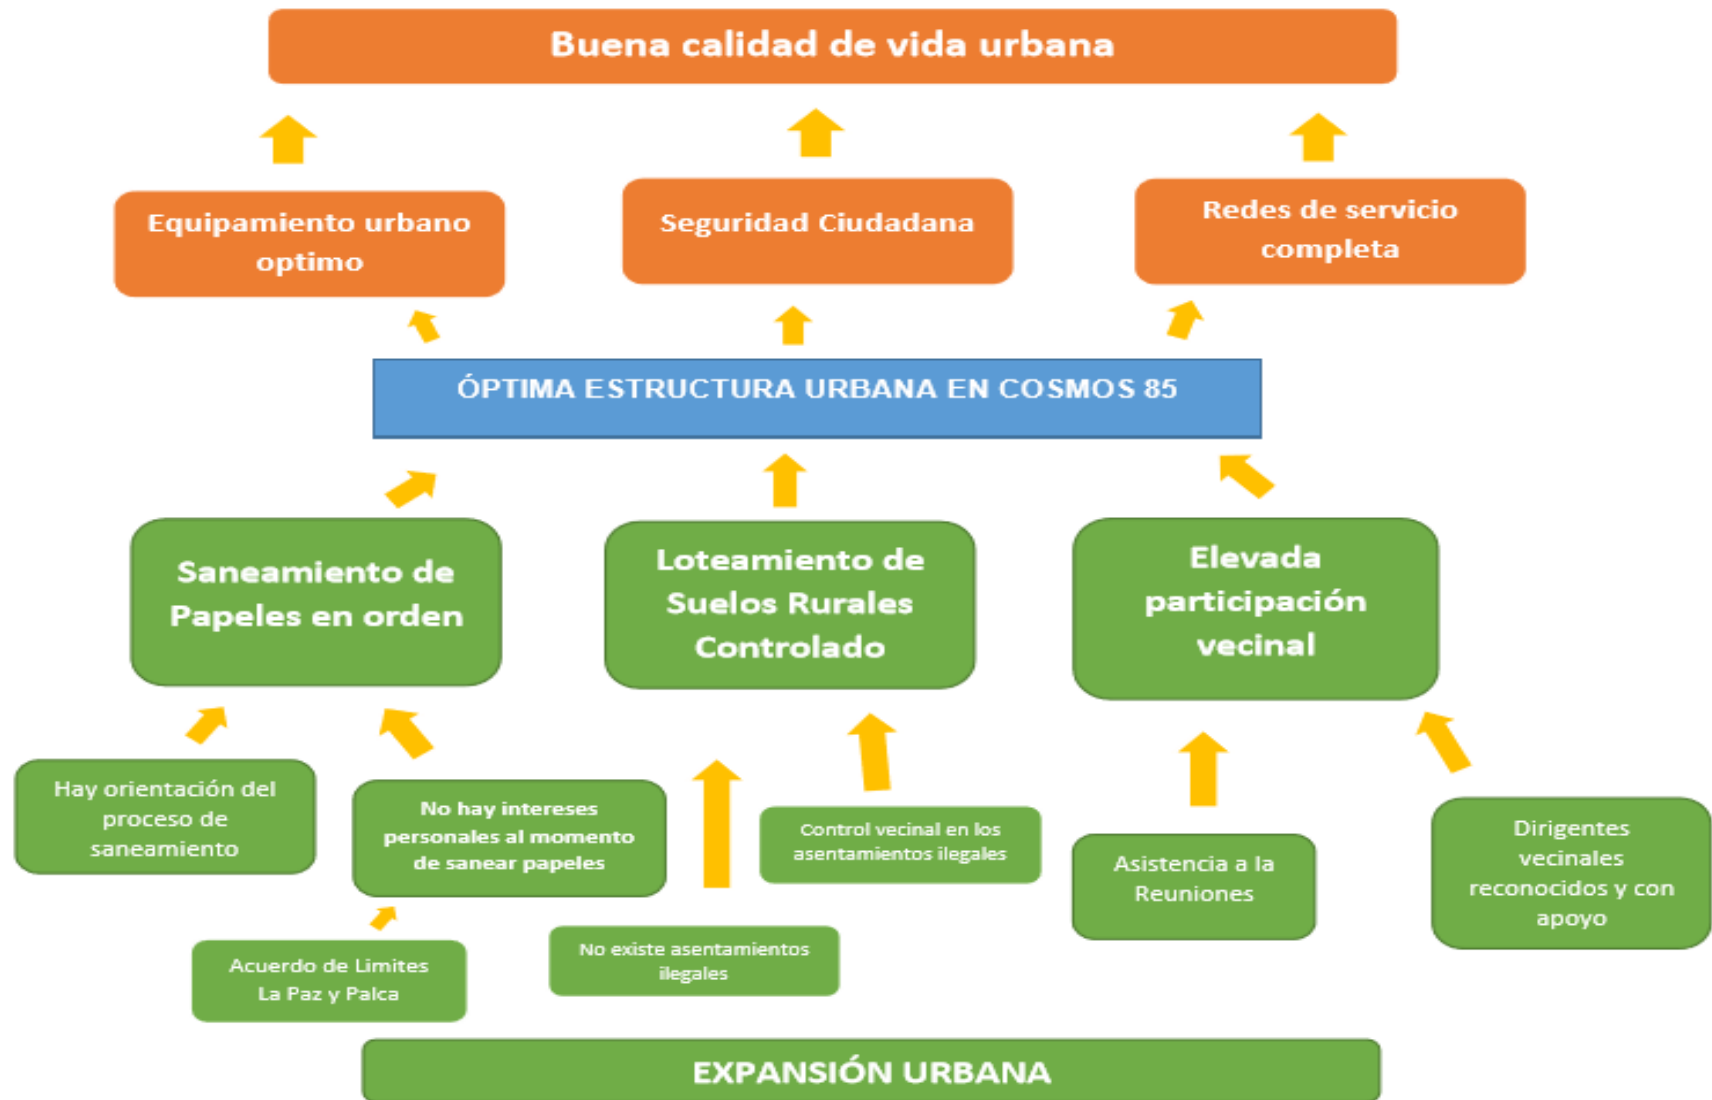 Buena calidad de vida urbana
Equipamiento urbano
optimo
Seguridad Ciudadana
Redes de servicio
completa
ÓPTIMA ESTRUCTURA URBANA EN COSMOS 85
Saneamiento de
Papeles en orden
Loteamiento de
Suelos Rurales
Controlado
Elevada
participación
vecinal
Hay orientación del
proceso de
saneamiento
No hay intereses
personales al momento
de sanear papeles
Control vecinal en los
asentamientos ilegales
Asistencia a la
Reuniones
Dirigentes
vecinales
reconocidos y con
apoyo
Acuerdo de Limites
La Paz y Palca
No existe asentamientos
ilegales
EXPANSIÓN URBANA